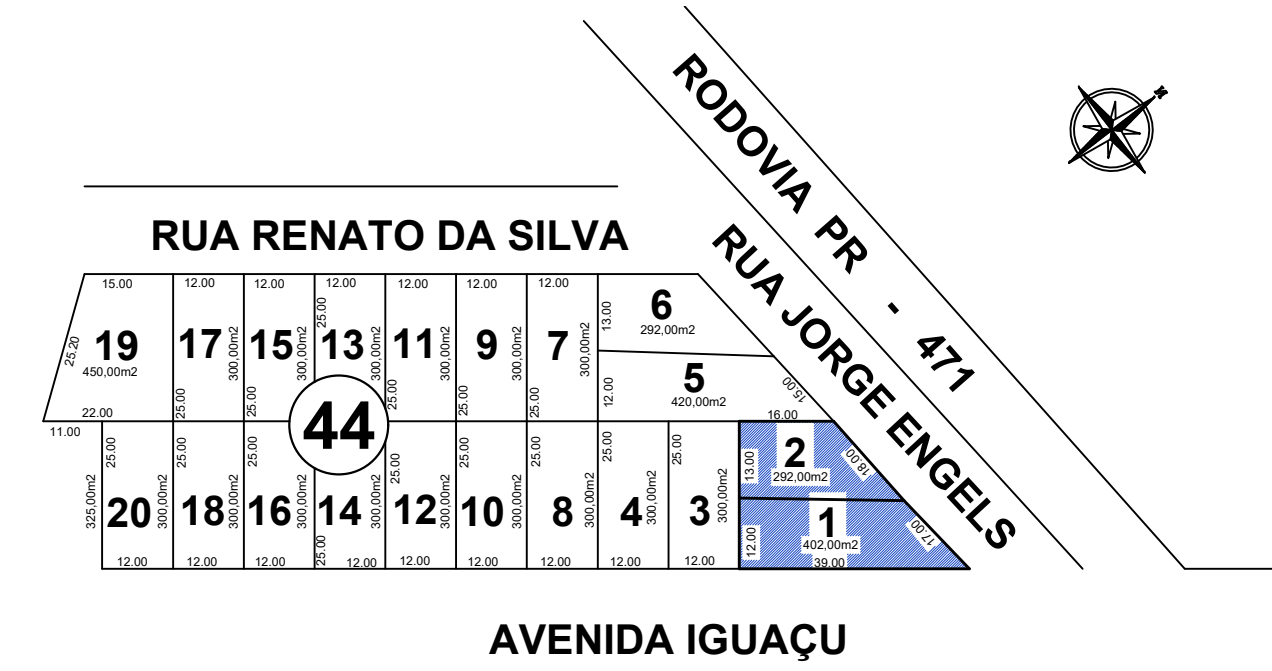 RODOVIA PR - 471
N
RUA RENATO DA SILVA
RUA JORGE ENGELS
15.00
12.00
12.00
12.00
12.00
12.00
12.00
19
450,00m2
25.20
22.00
17
300,00m2
25.00
15
300,00m2
25.00
25.00
13
300,00m2
11
300,00m2
25.00
9
300,00m2
25.00
7
300,00m2
25.00
13.00
6
292,00m2
12.00
5
420,00m2
15.00
16.00
44
11.00
325,00m2
25.00
20
300,00m2
12.00
25.00
18
300,00m2
12.00
25.00
16
300,00m2
12.00
14
300,00m2
25.00
12.00
25.00
12
300,00m2
12.00
25.00
10
300,00m2
12.00
25.00
8
300,00m2
12.00
25.00
4
300,00m2
12.00
25.00
3
300,00m2
12.00
13.00
2
292,00m2
18.00
12.00
1
402,00m2
39.00
17.00
AVENIDA IGUAÇU